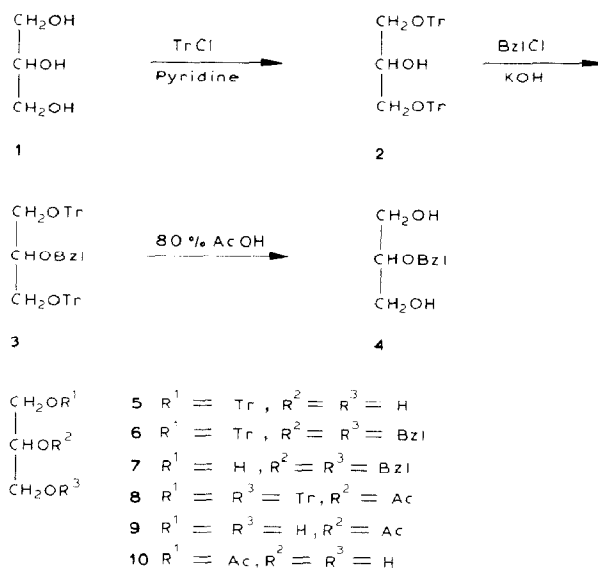 CH₂OH TrCl CH₂OTr BzlCl
CHOH Pyridine CHOH KOH
CH₂OH CH₂OTr
1 2
CH₂OTr 80 % AcOH CH₂OH
CHOBzl CHOBzl
CH₂OTr CH₂OH
3 4
CH₂OR¹
CHOR²
CH₂OR³
5 R¹ = Tr, R² = R³ = H
6 R¹ = Tr, R² = R³ = Bzl
7 R¹ = H, R² = R³ = Bzl
8 R¹ = R³ = Tr, R² = Ac
9 R¹ = R³ = H, R² = Ac
10 R¹ = Ac, R² = R³ = H